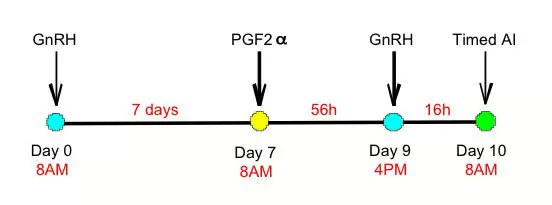 GnRH PGF2 α GnRH Timed AI
7 days 56h 16h
Day 0 Day 7 Day 9 Day 10
8AM 8AM 4PM 8AM